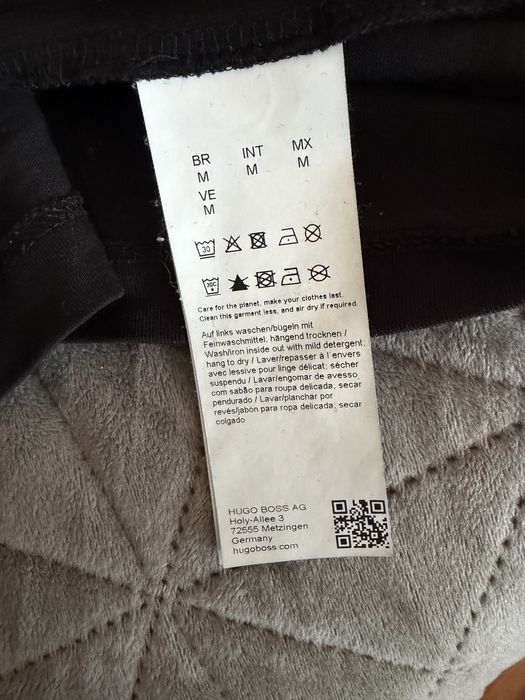 BR INT MX
M M M
VE
M
30
30C
Care for the planet, make your clothes last.
Clean this garment less, and air dry if required.
Auf links waschen/bügeln mit
Feinwaschmittel; hängend trocknen /
Wash/iron inside out with mild detergent;
hang to dry / Laver/repasser à l'envers
avec lessive pour linge délicat; sécher
suspendu / Lavar/engomar de avesso
com sabão para roupa delicada; secar
pendurado / Lavar/planchar por
revés/jabón para ropa delicada; secar
colgado
HUGO BOSS AG
Holy-Allee 3
72555 Metzingen
Germany
hugoboss.com